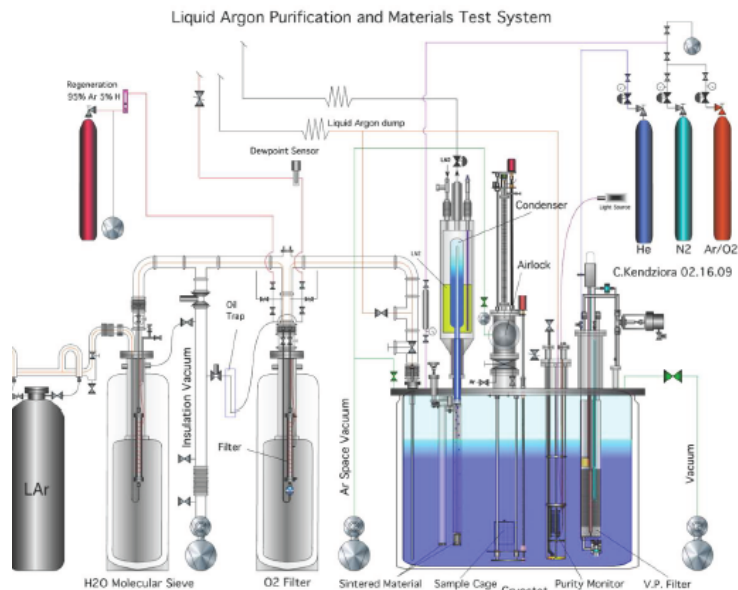 Liquid Argon Purification and Materials Test System
Regeneration
95% Ar 5% H
Liquid Argon dump
Dewpoint Sensor
LN2
Condenser
Light Source
He
N2
Ar/O2
C.Kendziora 02.16.09
LN2
Airlock
Oil
Trap
Insulation Vacuum
Filter
Ar Space Vacuum
Vacuum
LAr
H2O Molecular Sieve
O2 Filter
Sintered Material
Sample Cage
Purity Monitor
V.P. Filter